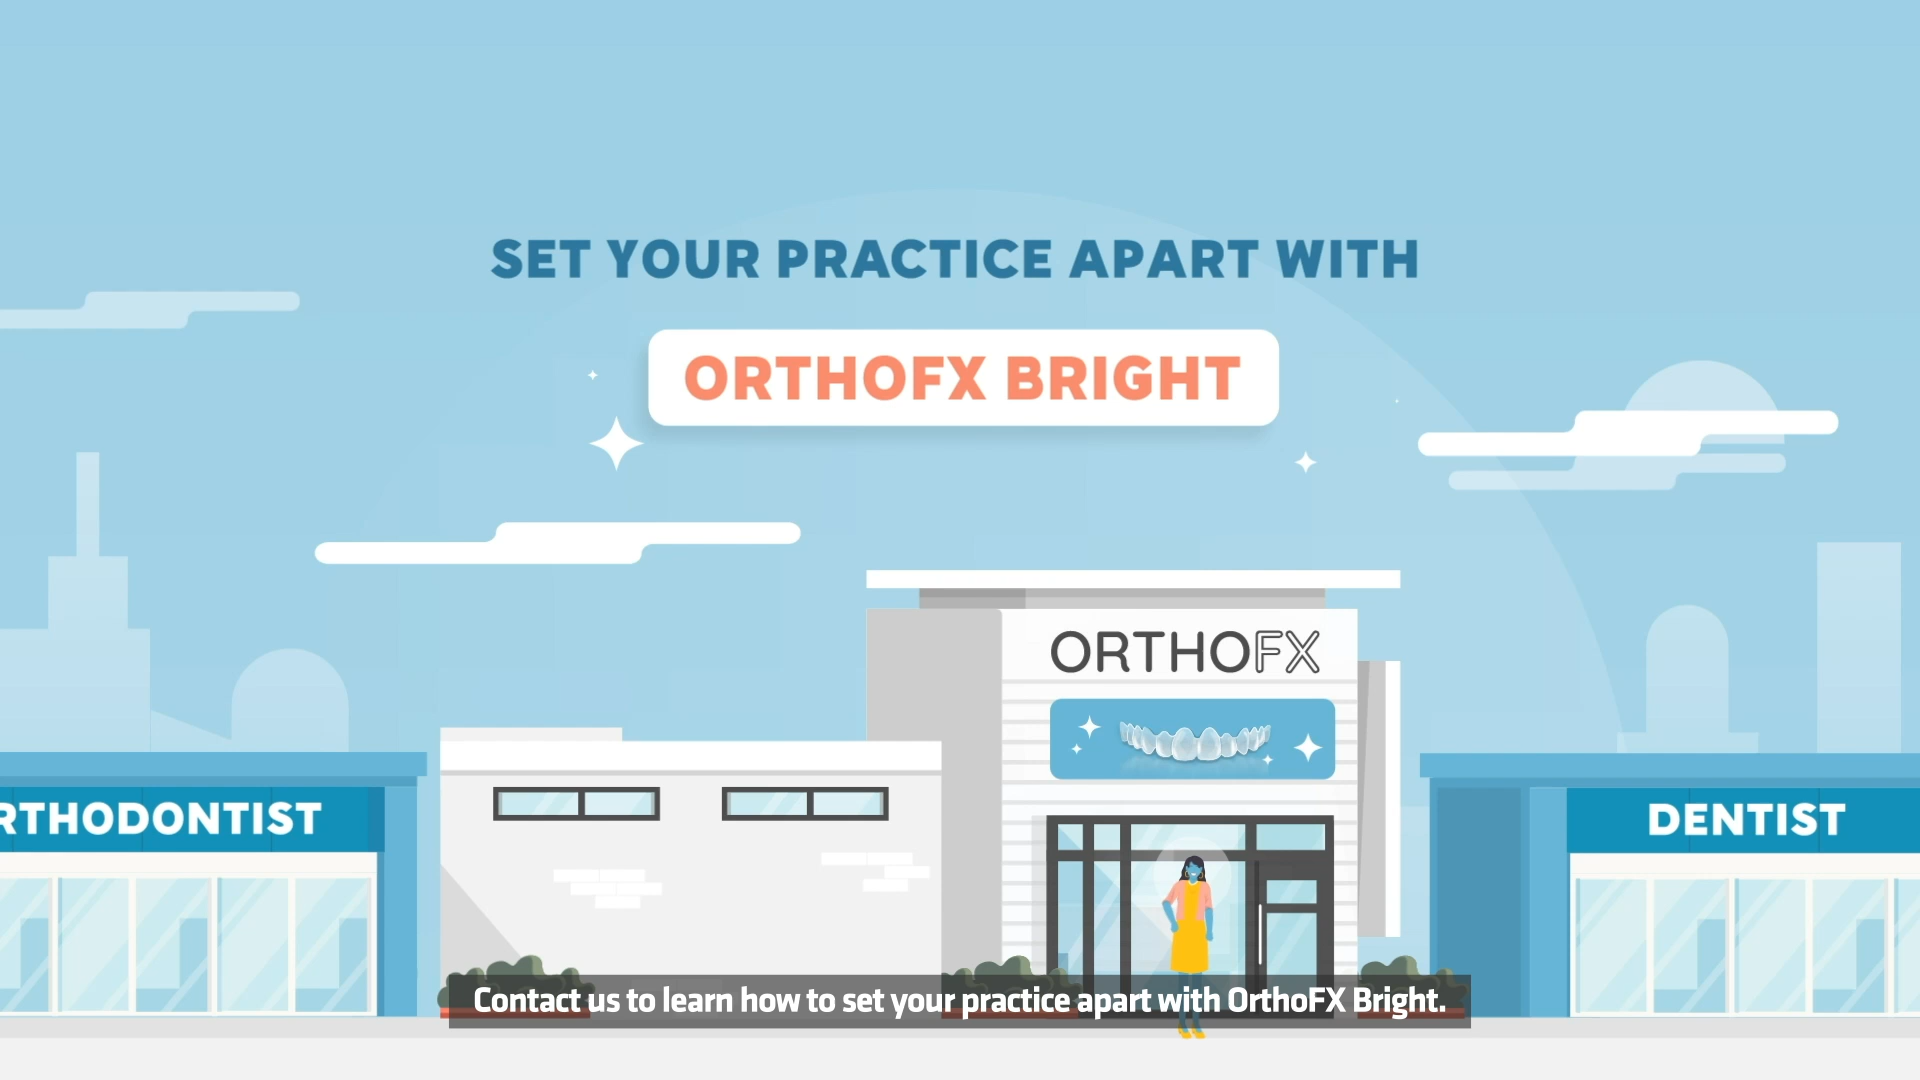 SET YOUR PRACTICE APART WITH
ORTHOFX BRIGHT
ORTHOFX
RTHODONTIST
DENTIST
Contact us to learn how to set your practice apart with OrthoFX Bright.